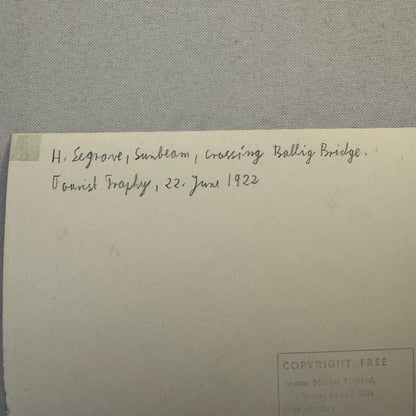 H. Segrave, Sunbeam, crossing Ballig Bridge.
Tourist Trophy, 22. June 1922
COPYRIGHT FREE